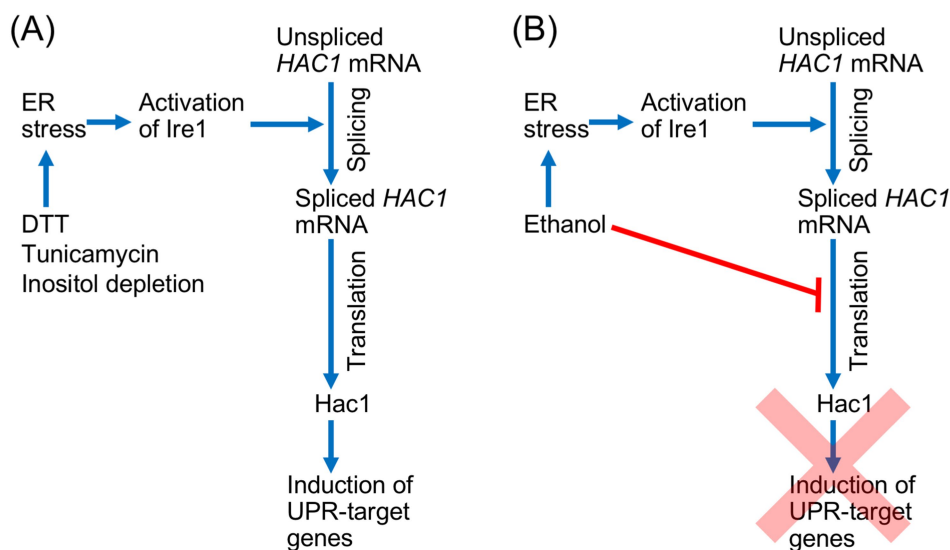 (A)
Unspliced
HAC1 mRNA
ER
stress
Activation
of Ire1
Splicing
Spliced HAC1
mRNA
DTT
Tunicamycin
Inositol depletion
Translation
Hac1
Induction of
UPR-target
genes
(B)
Unspliced
HAC1 mRNA
ER
stress
Activation
of Ire1
Splicing
Spliced HAC1
mRNA
Ethanol
Translation
Hac1
Induction of
UPR-target
genes